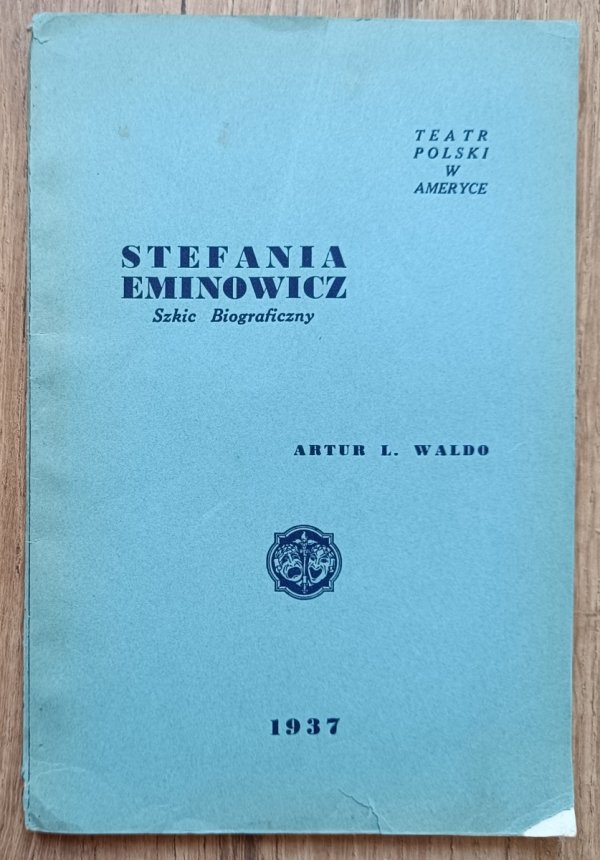 TEATR
POLSKI
W
AMERYCE
STEFANIA
EMINOWICZ
Szkic Biograficzny
ARTUR L. WALDO
1937